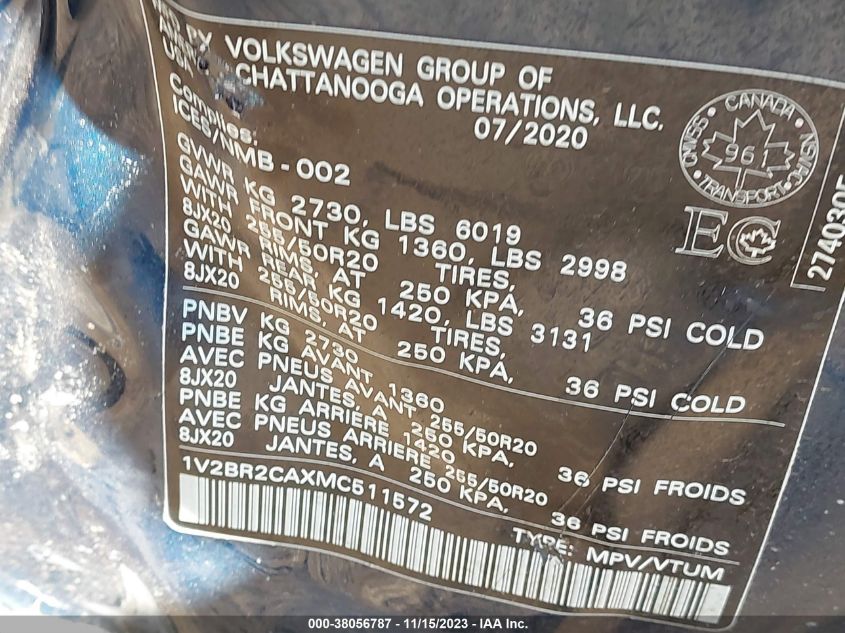 MFD BY VOLKSWAGEN GROUP OF
CHATTANOOGA OPERATIONS, LLC.
USA
07/2020
Complies:
ICES/NMB-002
GVWR KG 2730, LBS 6019
GAWR FRONT KG 1360, LBS 2998
WITH 255/50R20 TIRES,
8JX20 RIMS, AT 250 KPA, 36 PSI COLD
GAWR REAR KG 1420, LBS 3131
WITH 255/50R20 TIRES,
8JX20 RIMS, AT 250 KPA, 36 PSI COLD
PNBV KG 2730
PNBE KG AVANT 1360
AVEC PNEUS AVANT 255/50R20
8JX20 JANTES, A 250 KPA, 36 PSI FROIDS
PNBE KG ARRIÈRE 1420
AVEC PNEUS ARRIERE 255/50R20
8JX20 JANTES, A 250 KPA, 36 PSI FROIDS
1V2BR2CAXMC511572
TYPE: MPV/VTUM
CANADA
961
TRANSPORT
CMVSS
NSVAC
EC
274030E
000-38056787 - 11/15/2023 - IAA Inc.